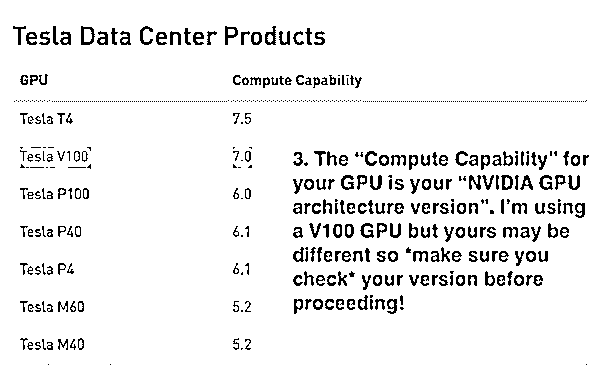 Tesla Data Center Products
GPU Compute Capability
Tesla T4 7.5
Tesla V100 7.0
Tesla P100 6.0
Tesla P40 6.1
Tesla P4 6.1
Tesla M60 5.2
Tesla M40 5.2
3. The “Compute Capability” for
your GPU is your “NVIDIA GPU
architecture version”. I’m using
a V100 GPU but yours may be
different so *make sure you
check* your version before
proceeding!